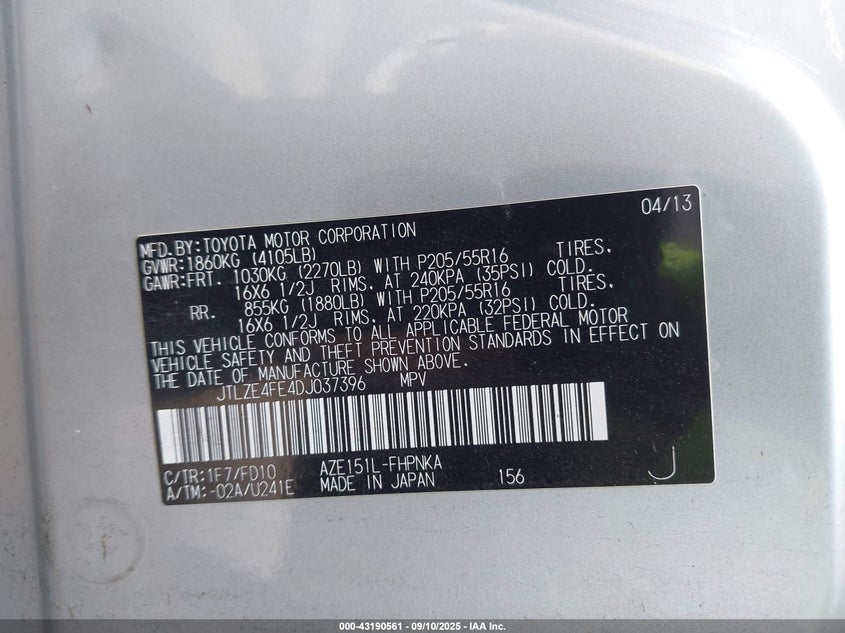 04/13
MFD.BY:TOYOTA MOTOR CORPORATION
GVWR:1860KG (4105LB)
GAWR:FRT. 1030KG (2270LB) WITH P205/55R16 TIRES,
16X6 1/2J RIMS, AT 240KPA (35PSI) COLD.
RR. 855KG (1880LB) WITH P205/55R16 TIRES,
16X6 1/2J RIMS, AT 220KPA (32PSI) COLD.
THIS VEHICLE CONFORMS TO ALL APPLICABLE FEDERAL MOTOR
VEHICLE SAFETY AND THEFT PREVENTION STANDARDS IN EFFECT ON
THE DATE OF MANUFACTURE SHOWN ABOVE.
JTLZE4FE4DJ037396 MPV
C/TR:1F7/FD10 AZE151L-FHPNKA
A/TM:-02A/U241E MADE IN JAPAN 156 J
000-43190561 - 09/10/2025 - IAA Inc.